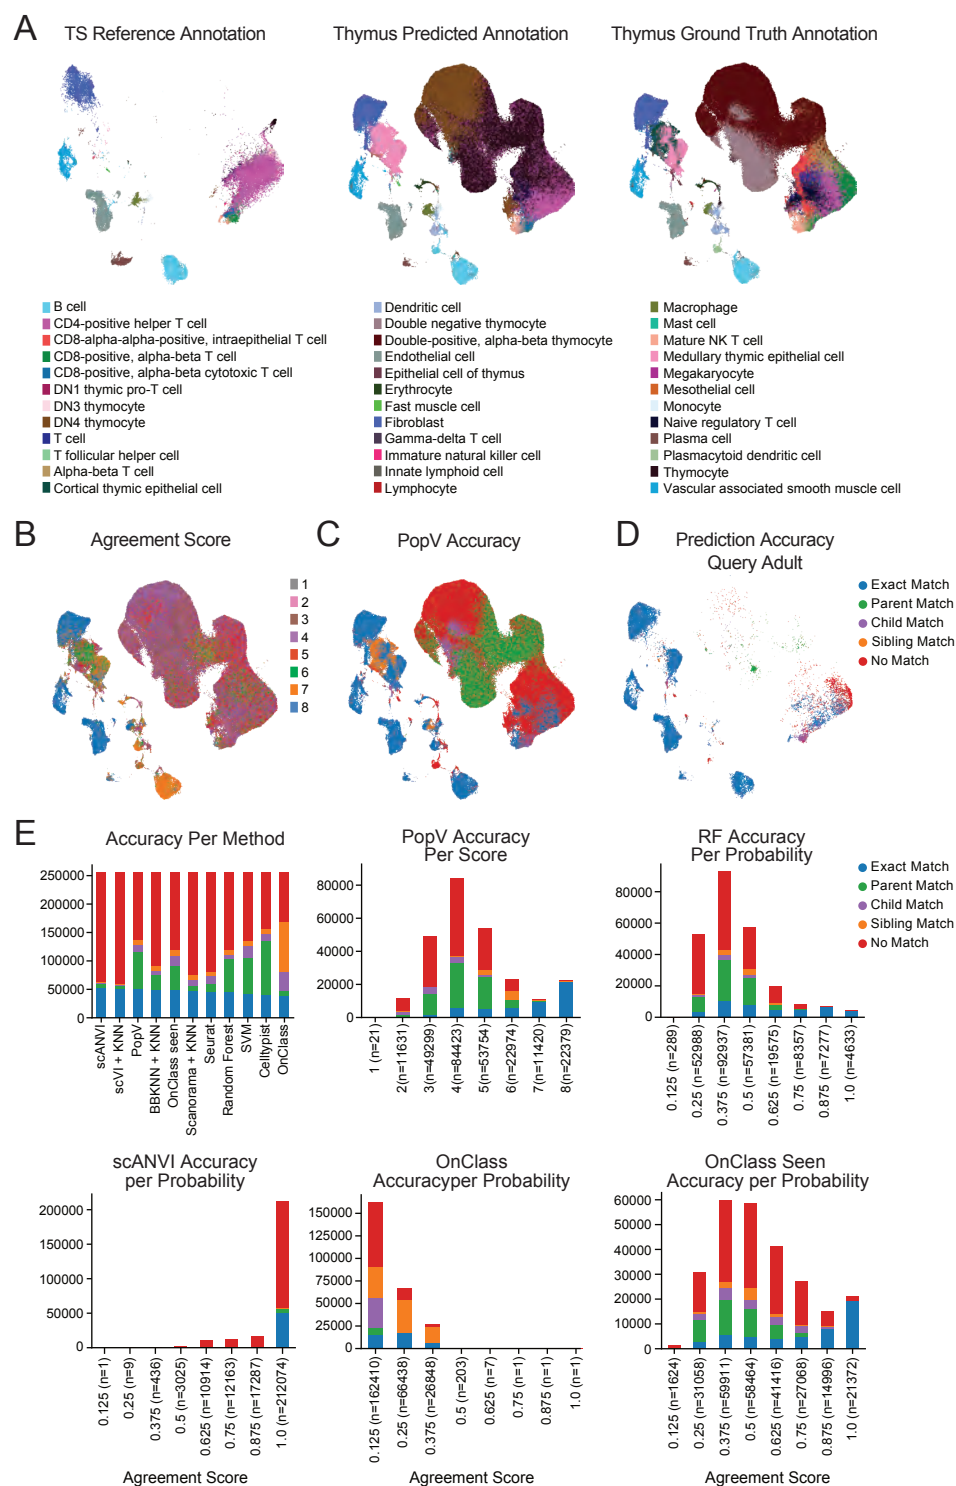 A
TS Reference Annotation
Thymus Predicted Annotation
Thymus Ground Truth Annotation
B cell
CD4-positive helper T cell
CD8-alpha-alpha-positive, intraepithelial T cell
CD8-positive, alpha-beta T cell
CD8-positive, alpha-beta cytotoxic T cell
DN1 thymic pro-T cell
DN3 thymocyte
DN4 thymocyte
T cell
T follicular helper cell
Alpha-beta T cell
Cortical thymic epithelial cell
Dendritic cell
Double negative thymocyte
Double-positive, alpha-beta thymocyte
Endothelial cell
Epithelial cell of thymus
Erythrocyte
Fast muscle cell
Fibroblast
Gamma-delta T cell
Immature natural killer cell
Innate lymphoid cell
Lymphocyte
Macrophage
Mast cell
Mature NK T cell
Medullary thymic epithelial cell
Megakaryocyte
Mesothelial cell
Monocyte
Naive regulatory T cell
Plasma cell
Plasmacytoid dendritic cell
Thymocyte
Vascular associated smooth muscle cell
B
Agreement Score
1
2
3
4
5
6
7
8
C
PopV Accuracy
D
Prediction Accuracy
Query Adult
Exact Match
Parent Match
Child Match
Sibling Match
No Match
E
Accuracy Per Method
250000
200000
150000
100000
50000
0
scANVI
scVI + KNN
PopV
BBKNN + KNN
OnClass seen
Scanorama + KNN
Seurat
Random Forest
SVM
Celltypist
OnClass
PopV Accuracy
Per Score
80000
60000
40000
20000
0
1 (n=21)
2(n=11631)
3(n=49299)
4(n=84423)
5(n=53754)
6(n=22974)
7(n=11420)
8(n=22379)
RF Accuracy
Per Probability
80000
60000
40000
20000
0
0.125 (n=289)
0.25 (n=52988)
0.375 (n=92937)
0.5 (n=57381)
0.625 (n=19575)
0.75 (n=8357)
0.875 (n=7277)
1.0 (n=4633)
Exact Match
Parent Match
Child Match
Sibling Match
No Match
scANVI Accuracy
per Probability
200000
150000
100000
50000
0
0.125 (n=1)
0.25 (n=9)
0.375 (n=436)
0.5 (n=3025)
0.625 (n=10914)
0.75 (n=12163)
0.875 (n=17287)
1.0 (n=212074)
Agreement Score
OnClass
Accuracyper Probability
150000
125000
100000
75000
50000
25000
0
0.125 (n=162410)
0.25 (n=66438)
0.375 (n=26848)
0.5 (n=203)
0.625 (n=7)
0.75 (n=1)
0.875 (n=1)
1.0 (n=1)
Agreement Score
OnClass Seen
Accuracy per Probability
60000
50000
40000
30000
20000
10000
0
0.125 (n=1624)
0.25 (n=31058)
0.375 (n=59911)
0.5 (n=58464)
0.625 (n=41416)
0.75 (n=27068)
0.875 (n=14996)
1.0 (n=21372)
Agreement Score